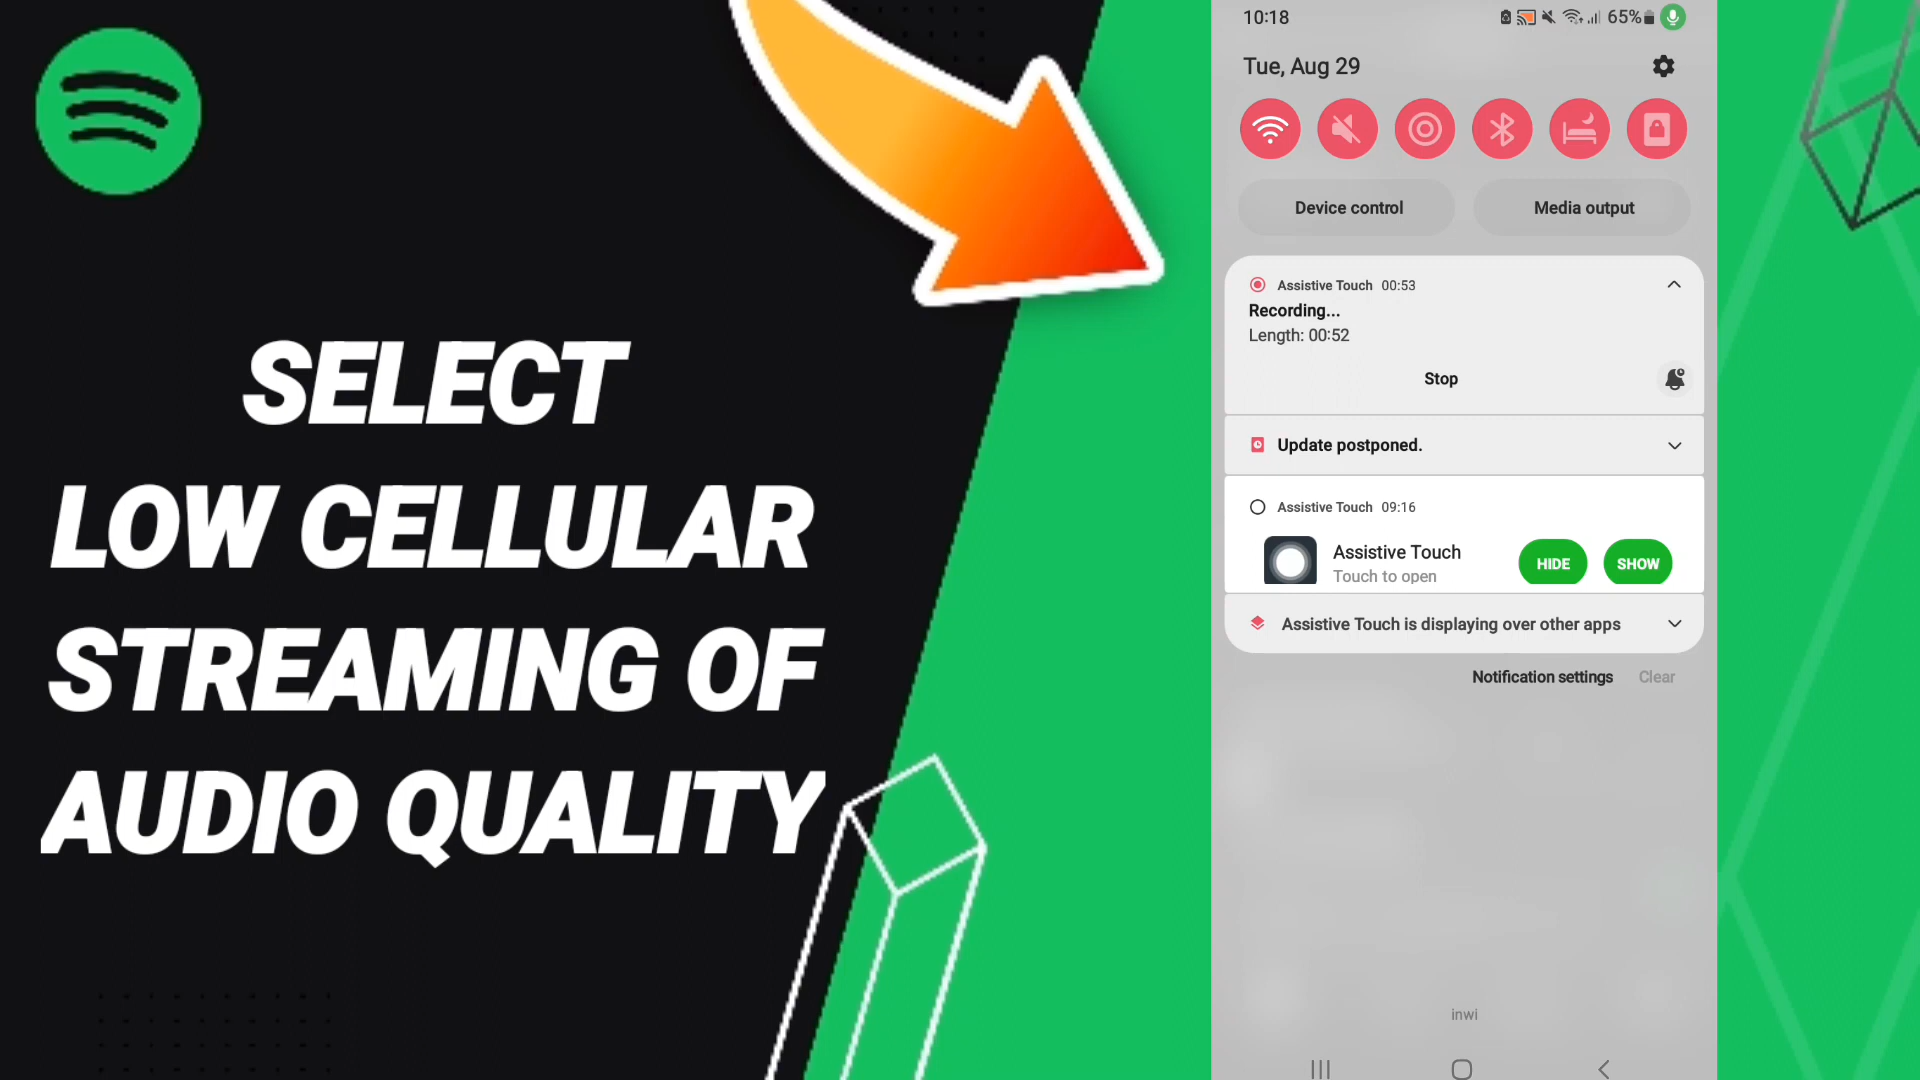 SELECT
LOW CELLULAR
STREAMING OF
AUDIO QUALITY
10:18
65%
Tue, Aug 29
Device control
Media output
Assistive Touch 00:53
Recording...
Length: 00:52
Stop
Update postponed.
Assistive Touch 09:16
Assistive Touch
Touch to open
HIDE
SHOW
Assistive Touch is displaying over other apps
Notification settings
Clear
inwi